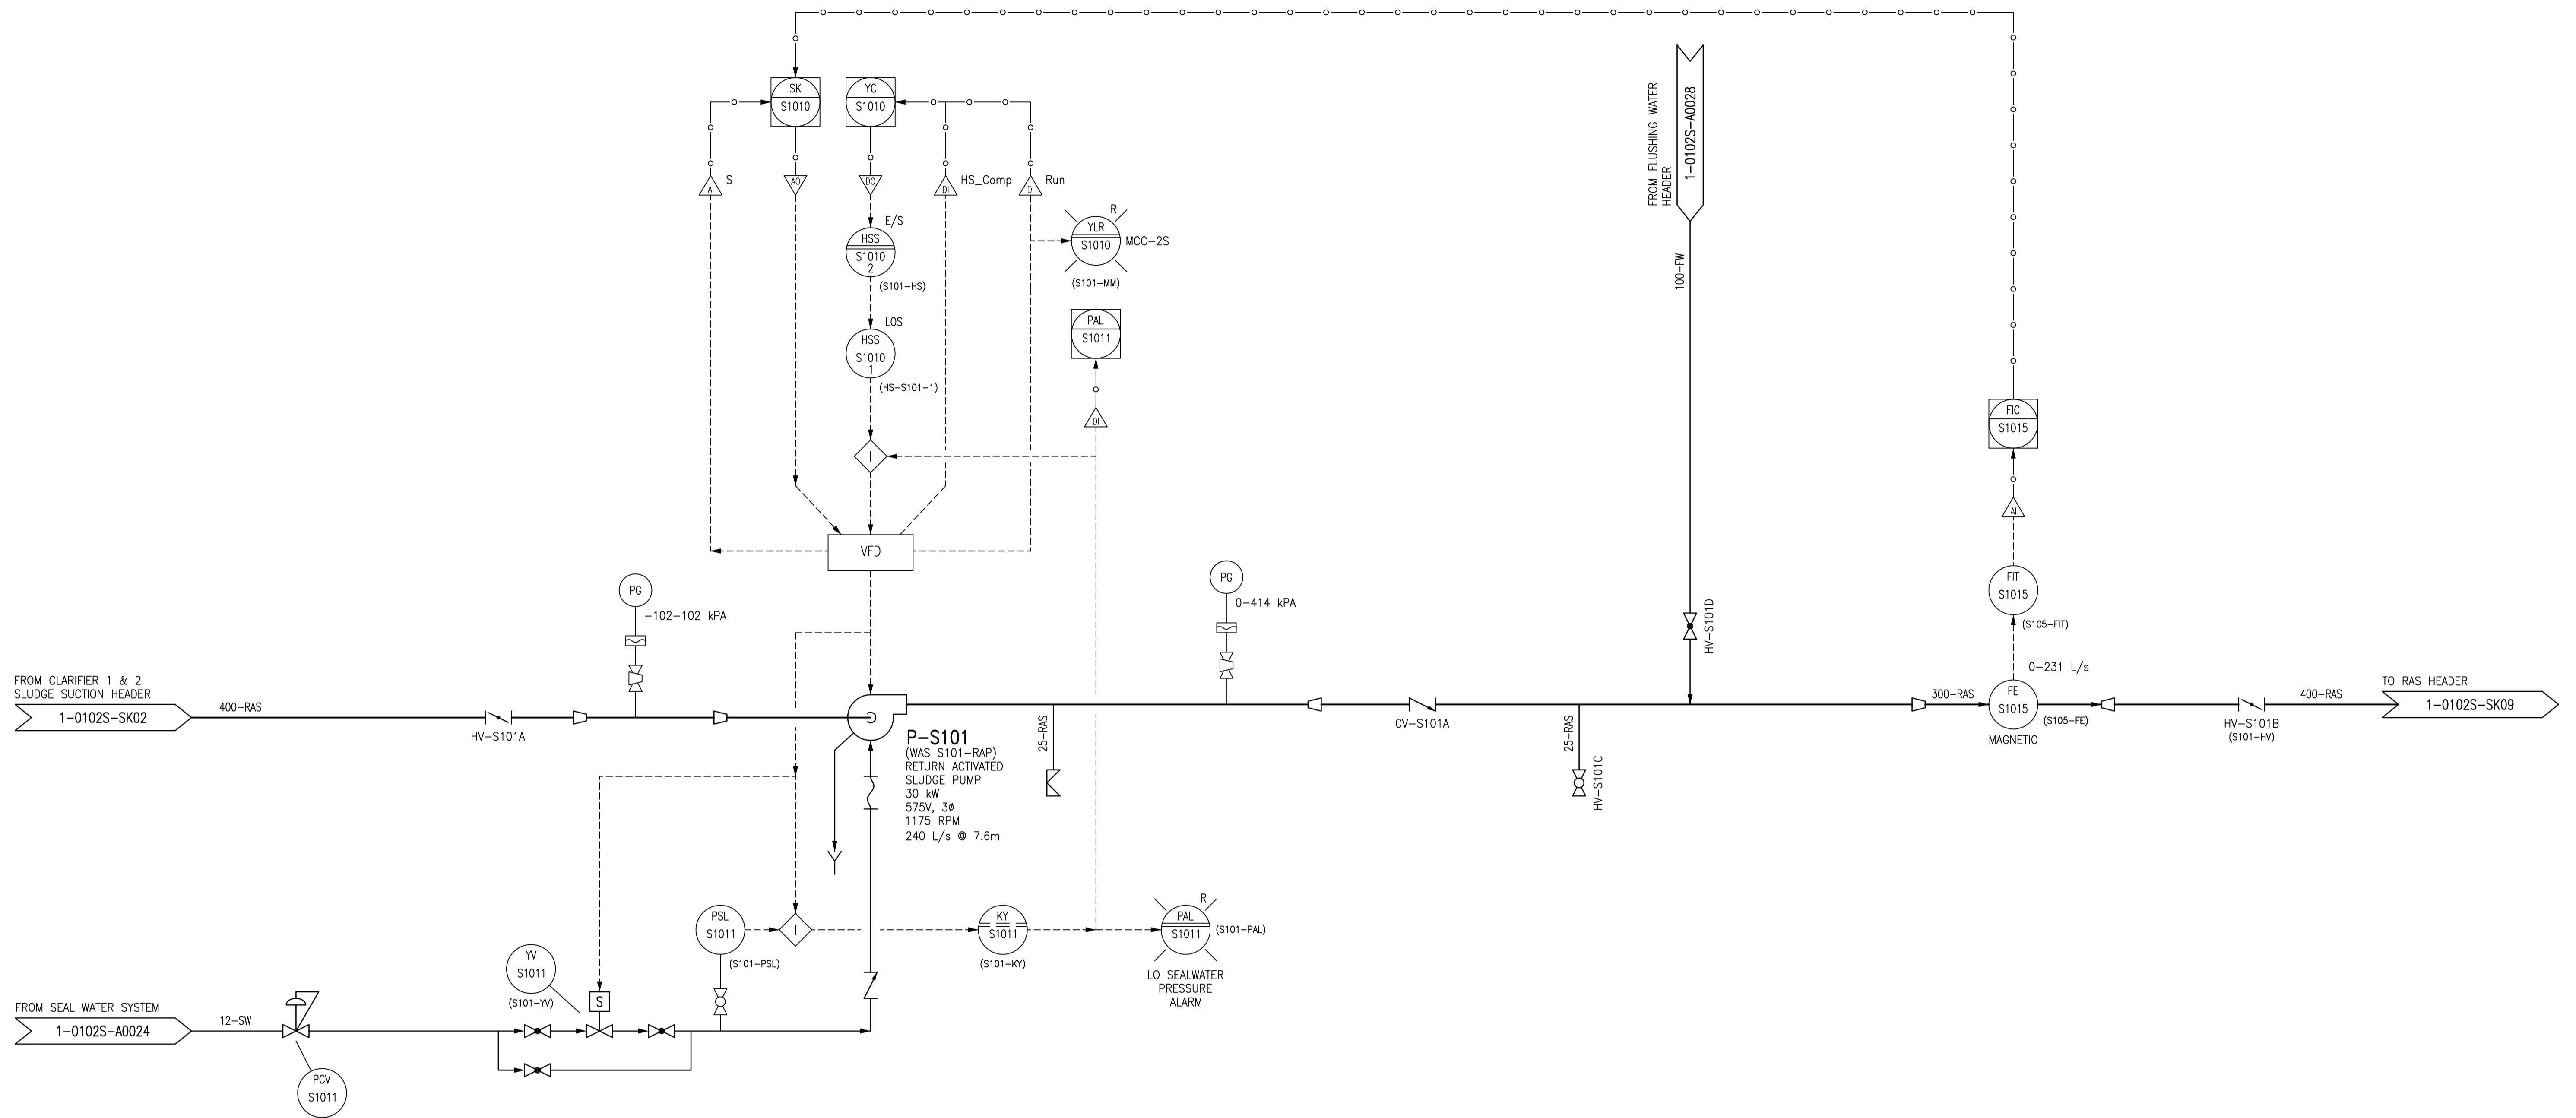 SK
S1010
YC
S1010
FROM FLUSHING WATER
HEADER
1-0102S-A0028
AI
S
AO
DO
DI
HS_Comp
DI
Run
E/S
HSS
S1010
2
(S101-HS)
R
YLR
S1010
MCC-2S
(S101-MM)
100-FW
LOS
HSS
S1010
1
(HS-S101-1)
PAL
S1011
DI
I
FIC
S1015
AI
VFD
PG
-102-102 kPA
PG
0-414 kPA
HV-S101D
FIT
S1015
(S105-FIT)
0-231 L/s
FROM CLARIFIER 1 & 2
SLUDGE SUCTION HEADER
1-0102S-SK02
400-RAS
HV-S101A
P-S101
(WAS S101-RAP)
RETURN ACTIVATED
SLUDGE PUMP
30 kW
575V, 3ø
1175 RPM
240 L/s @ 7.6m
25-RAS
CV-S101A
25-RAS
HV-S101C
300-RAS
FE
S1015
(S105-FE)
MAGNETIC
HV-S101B
(S101-HV)
400-RAS
TO RAS HEADER
1-0102S-SK09
PSL
S1011
(S101-PSL)
I
KY
S1011
(S101-KY)
R
PAL
S1011
(S101-PAL)
LO SEALWATER
PRESSURE
ALARM
YV
S1011
(S101-YV)
S
FROM SEAL WATER SYSTEM
1-0102S-A0024
12-SW
PCV
S1011